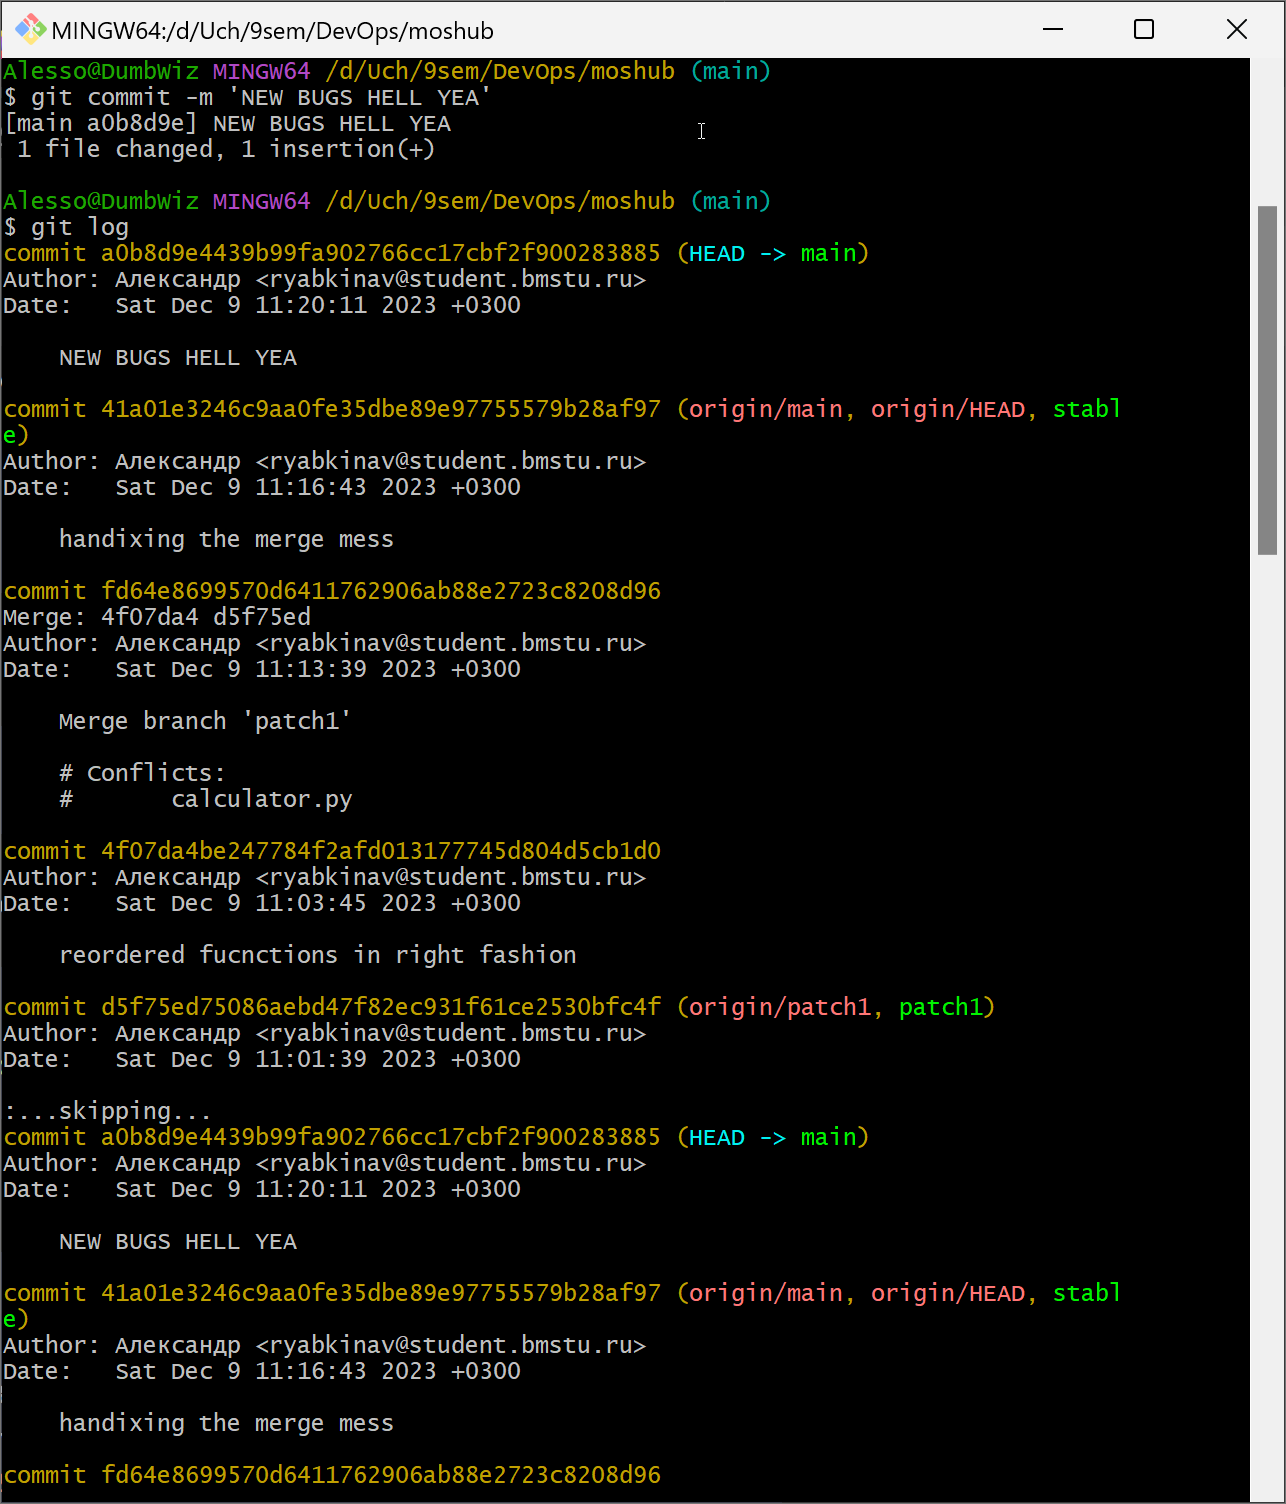 MINGW64:/d/Uch/9sem/DevOps/moshub
Alesso@DumbWiz MINGW64 /d/Uch/9sem/DevOps/moshub (main)
$ git commit -m 'NEW BUGS HELL YEA'
[main a0b8d9e] NEW BUGS HELL YEA
 1 file changed, 1 insertion(+)
Alesso@DumbWiz MINGW64 /d/Uch/9sem/DevOps/moshub (main)
$ git log
commit a0b8d9e4439b99fa902766cc17cbf2f900283885 (HEAD -> main)
Author: Александр <ryabkinav@student.bmstu.ru>
Date:   Sat Dec 9 11:20:11 2023 +0300
    NEW BUGS HELL YEA
commit 41a01e3246c9aa0fe35dbe89e97755579b28af97 (origin/main, origin/HEAD, stabl
e)
Author: Александр <ryabkinav@student.bmstu.ru>
Date:   Sat Dec 9 11:16:43 2023 +0300
    handixing the merge mess
commit fd64e8699570d6411762906ab88e2723c8208d96
Merge: 4f07da4 d5f75ed
Author: Александр <ryabkinav@student.bmstu.ru>
Date:   Sat Dec 9 11:13:39 2023 +0300
    Merge branch 'patch1'
    # Conflicts:
    #       calculator.py
commit 4f07da4be247784f2afd013177745d804d5cb1d0
Author: Александр <ryabkinav@student.bmstu.ru>
Date:   Sat Dec 9 11:03:45 2023 +0300
    reordered fucnctions in right fashion
commit d5f75ed75086aebd47f82ec931f61ce2530bfc4f (origin/patch1, patch1)
Author: Александр <ryabkinav@student.bmstu.ru>
Date:   Sat Dec 9 11:01:39 2023 +0300
:...skipping...
commit a0b8d9e4439b99fa902766cc17cbf2f900283885 (HEAD -> main)
Author: Александр <ryabkinav@student.bmstu.ru>
Date:   Sat Dec 9 11:20:11 2023 +0300
    NEW BUGS HELL YEA
commit 41a01e3246c9aa0fe35dbe89e97755579b28af97 (origin/main, origin/HEAD, stabl
e)
Author: Александр <ryabkinav@student.bmstu.ru>
Date:   Sat Dec 9 11:16:43 2023 +0300
    handixing the merge mess
commit fd64e8699570d6411762906ab88e2723c8208d96